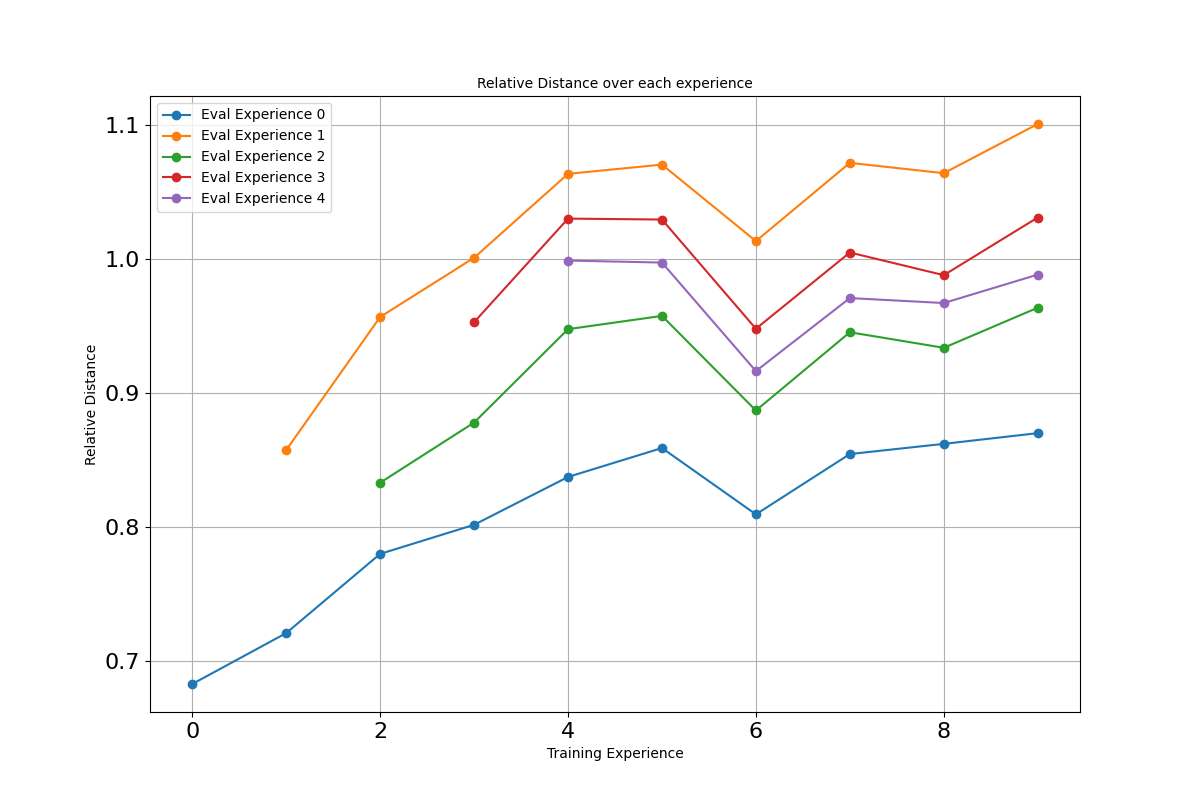 Relative Distance over each experience
Eval Experience 0
Eval Experience 1
Eval Experience 2
Eval Experience 3
Eval Experience 4
1.1
1.0
0.9
0.8
0.7
Relative Distance
0 2 4 6 8
Training Experience